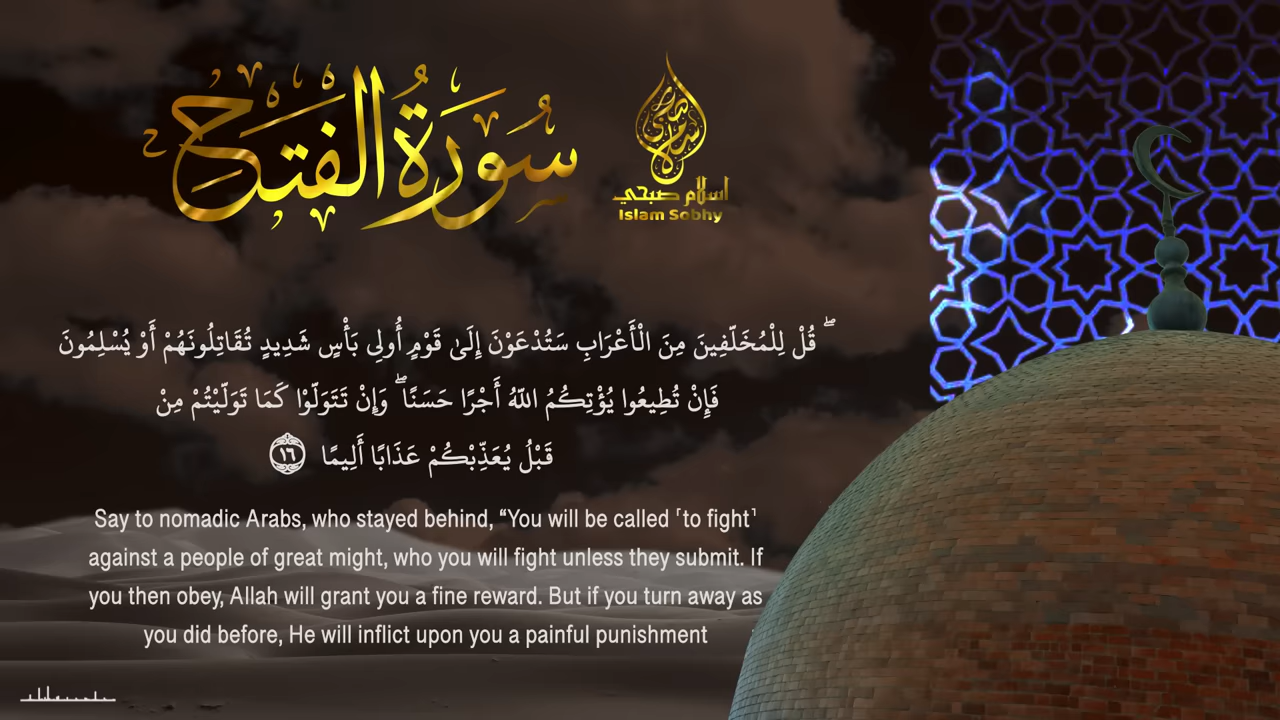 سُورَةُ الفَتْحِ
اسلام صبحي
Islam Sobhy
قُلْ لِلْمُخَلَّفِينَ مِنَ الْأَعْرَابِ سَتُدْعَوْنَ إِلَىٰ قَوْمٍ أُولِي بَأْسٍ شَدِيدٍ تُقَاتِلُونَهُمْ أَوْ يُسْلِمُونَ ۖ
فَإِنْ تُطِيعُوا يُؤْتِكُمُ اللَّهُ أَجْرًا حَسَنًا ۖ وَإِنْ تَتَوَلَّوْا كَمَا تَوَلَّيْتُمْ مِنْ
قَبْلُ يُعَذِّبْكُمْ عَذَابًا أَلِيمًا ١٦
Say to nomadic Arabs, who stayed behind, “You will be called ˹to fight˺
against a people of great might, who you will fight unless they submit. If
you then obey, Allah will grant you a fine reward. But if you turn away as
you did before, He will inflict upon you a painful punishment